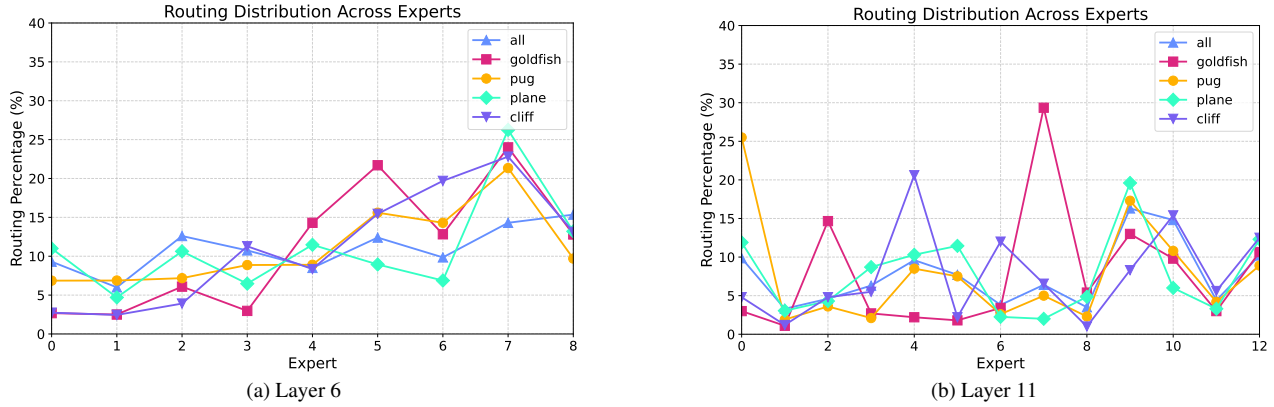 Routing Distribution Across Experts
40
35
30
25
20
15
10
5
0
Routing Percentage (%)
all
goldfish
pug
plane
cliff
0 1 2 3 4 5 6 7 8
Expert
(a) Layer 6
Routing Distribution Across Experts
40
35
30
25
20
15
10
5
0
Routing Percentage (%)
all
goldfish
pug
plane
cliff
0 2 4 6 8 10 12
Expert
(b) Layer 11